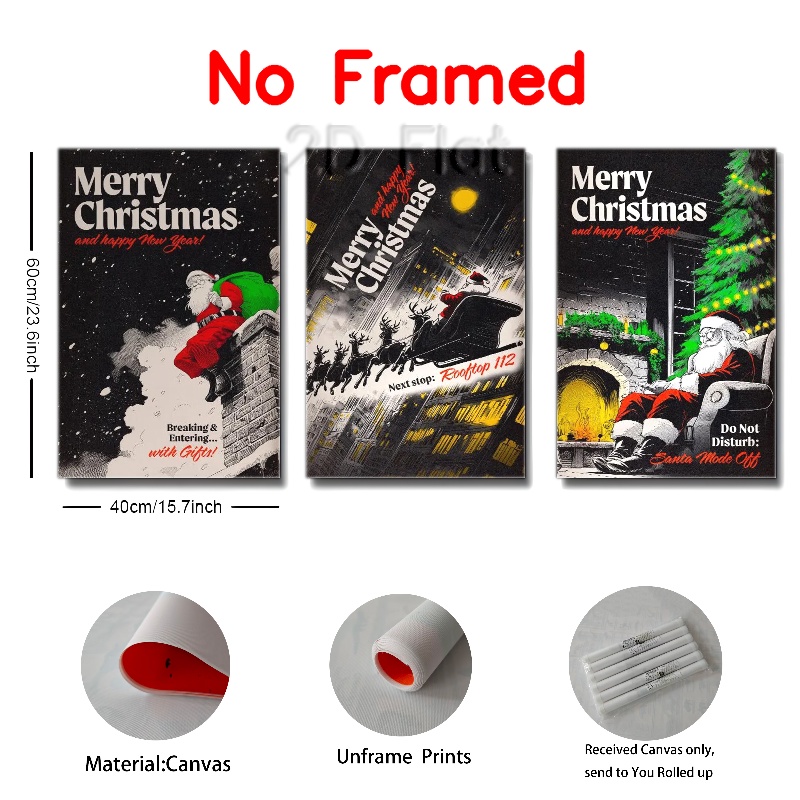 No Framed
2D Flat
60cm/23.6inch
Merry
Christmas
and happy New Year!
Breaking &
Entering...
with Gifts!
and happy
New Year!
Merry
Christmas
Next stop: Rooftop 112
Merry
Christmas
and happy New Year!
Do Not
Disturb:
Santa Mode Off
40cm/15.7inch
Material:Canvas
Unframe Prints
Received Canvas only,
send to You Rolled up